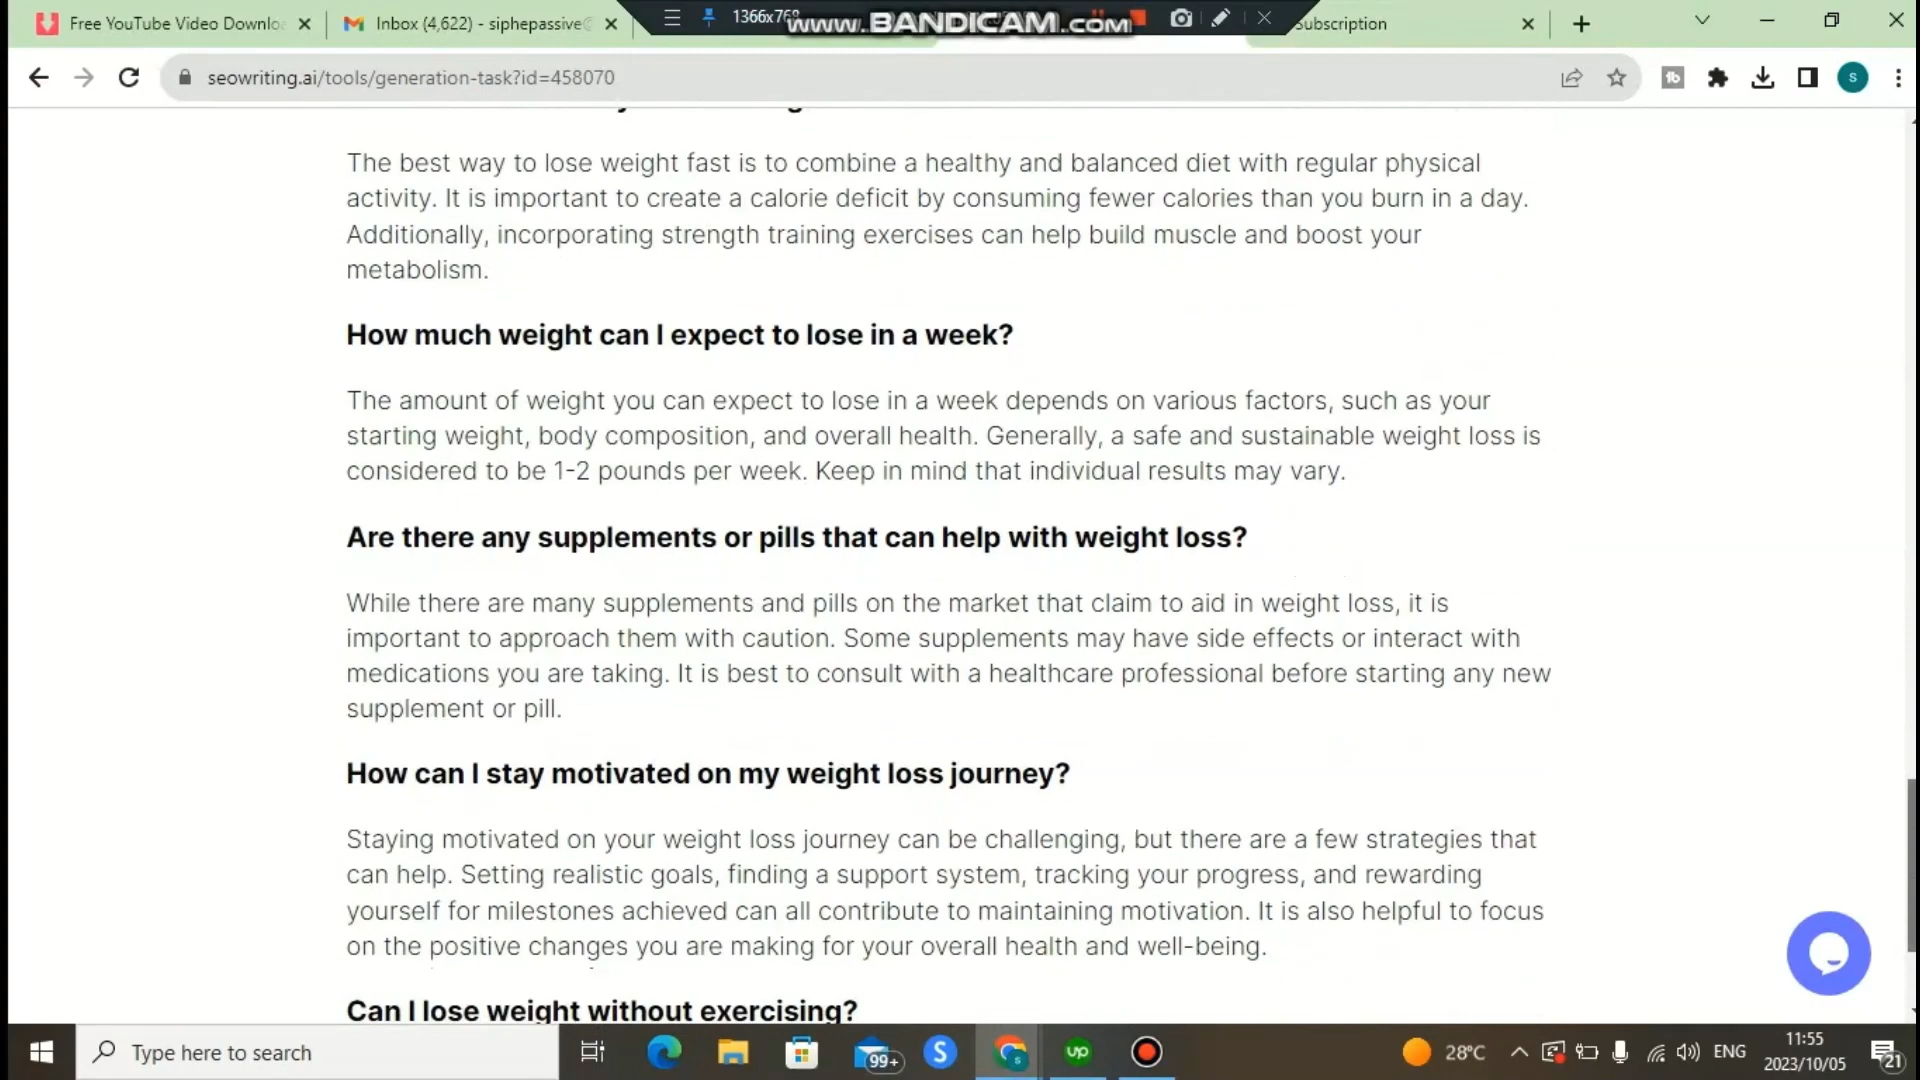 Free YouTube Video Downlo
Inbox (4,622) - siphepassive
1366x768
www.BANDICAM.com
Subscription
seowriting.ai/tools/generation-task?id=458070
S
The best way to lose weight fast is to combine a healthy and balanced diet with regular physical
activity. It is important to create a calorie deficit by consuming fewer calories than you burn in a day.
Additionally, incorporating strength training exercises can help build muscle and boost your
metabolism.
How much weight can I expect to lose in a week?
The amount of weight you can expect to lose in a week depends on various factors, such as your
starting weight, body composition, and overall health. Generally, a safe and sustainable weight loss is
considered to be 1-2 pounds per week. Keep in mind that individual results may vary.
Are there any supplements or pills that can help with weight loss?
While there are many supplements and pills on the market that claim to aid in weight loss, it is
important to approach them with caution. Some supplements may have side effects or interact with
medications you are taking. It is best to consult with a healthcare professional before starting any new
supplement or pill.
How can I stay motivated on my weight loss journey?
Staying motivated on your weight loss journey can be challenging, but there are a few strategies that
can help. Setting realistic goals, finding a support system, tracking your progress, and rewarding
yourself for milestones achieved can all contribute to maintaining motivation. It is also helpful to focus
on the positive changes you are making for your overall health and well-being.
Can I lose weight without exercising?
Type here to search
99+
S
up
28°C
ENG
11:55
2023/10/05
21